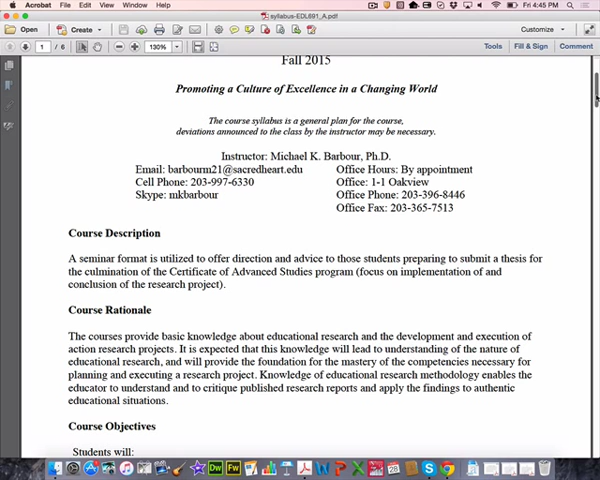 Acrobat File Edit View Window Help
Fri 4:45 PM
syllabus-EDL691_A.pdf
Open Create Customize
1 / 6 130% Tools Fill & Sign Comment
Fall 2015
Promoting a Culture of Excellence in a Changing World
The course syllabus is a general plan for the course,
deviations announced to the class by the instructor may be necessary.
Instructor: Michael K. Barbour, Ph.D.
Email: barbourm21@sacredheart.edu Office Hours: By appointment
Cell Phone: 203-997-6330 Office: 1-1 Oakview
Skype: mkbarbour Office Phone: 203-396-8446
Office Fax: 203-365-7513
Course Description
A seminar format is utilized to offer direction and advice to those students preparing to submit a thesis for
the culmination of the Certificate of Advanced Studies program (focus on implementation of and
conclusion of the research project).
Course Rationale
The courses provide basic knowledge about educational research and the development and execution of
action research projects. It is expected that this knowledge will lead to understanding of the nature of
educational research, and will provide the foundation for the mastery of the competencies necessary for
planning and executing a research project. Knowledge of educational research methodology enables the
educator to understand and to critique published research reports and apply the findings to authentic
educational situations.
Course Objectives
Students will:
Dw Fw W P X 28 S